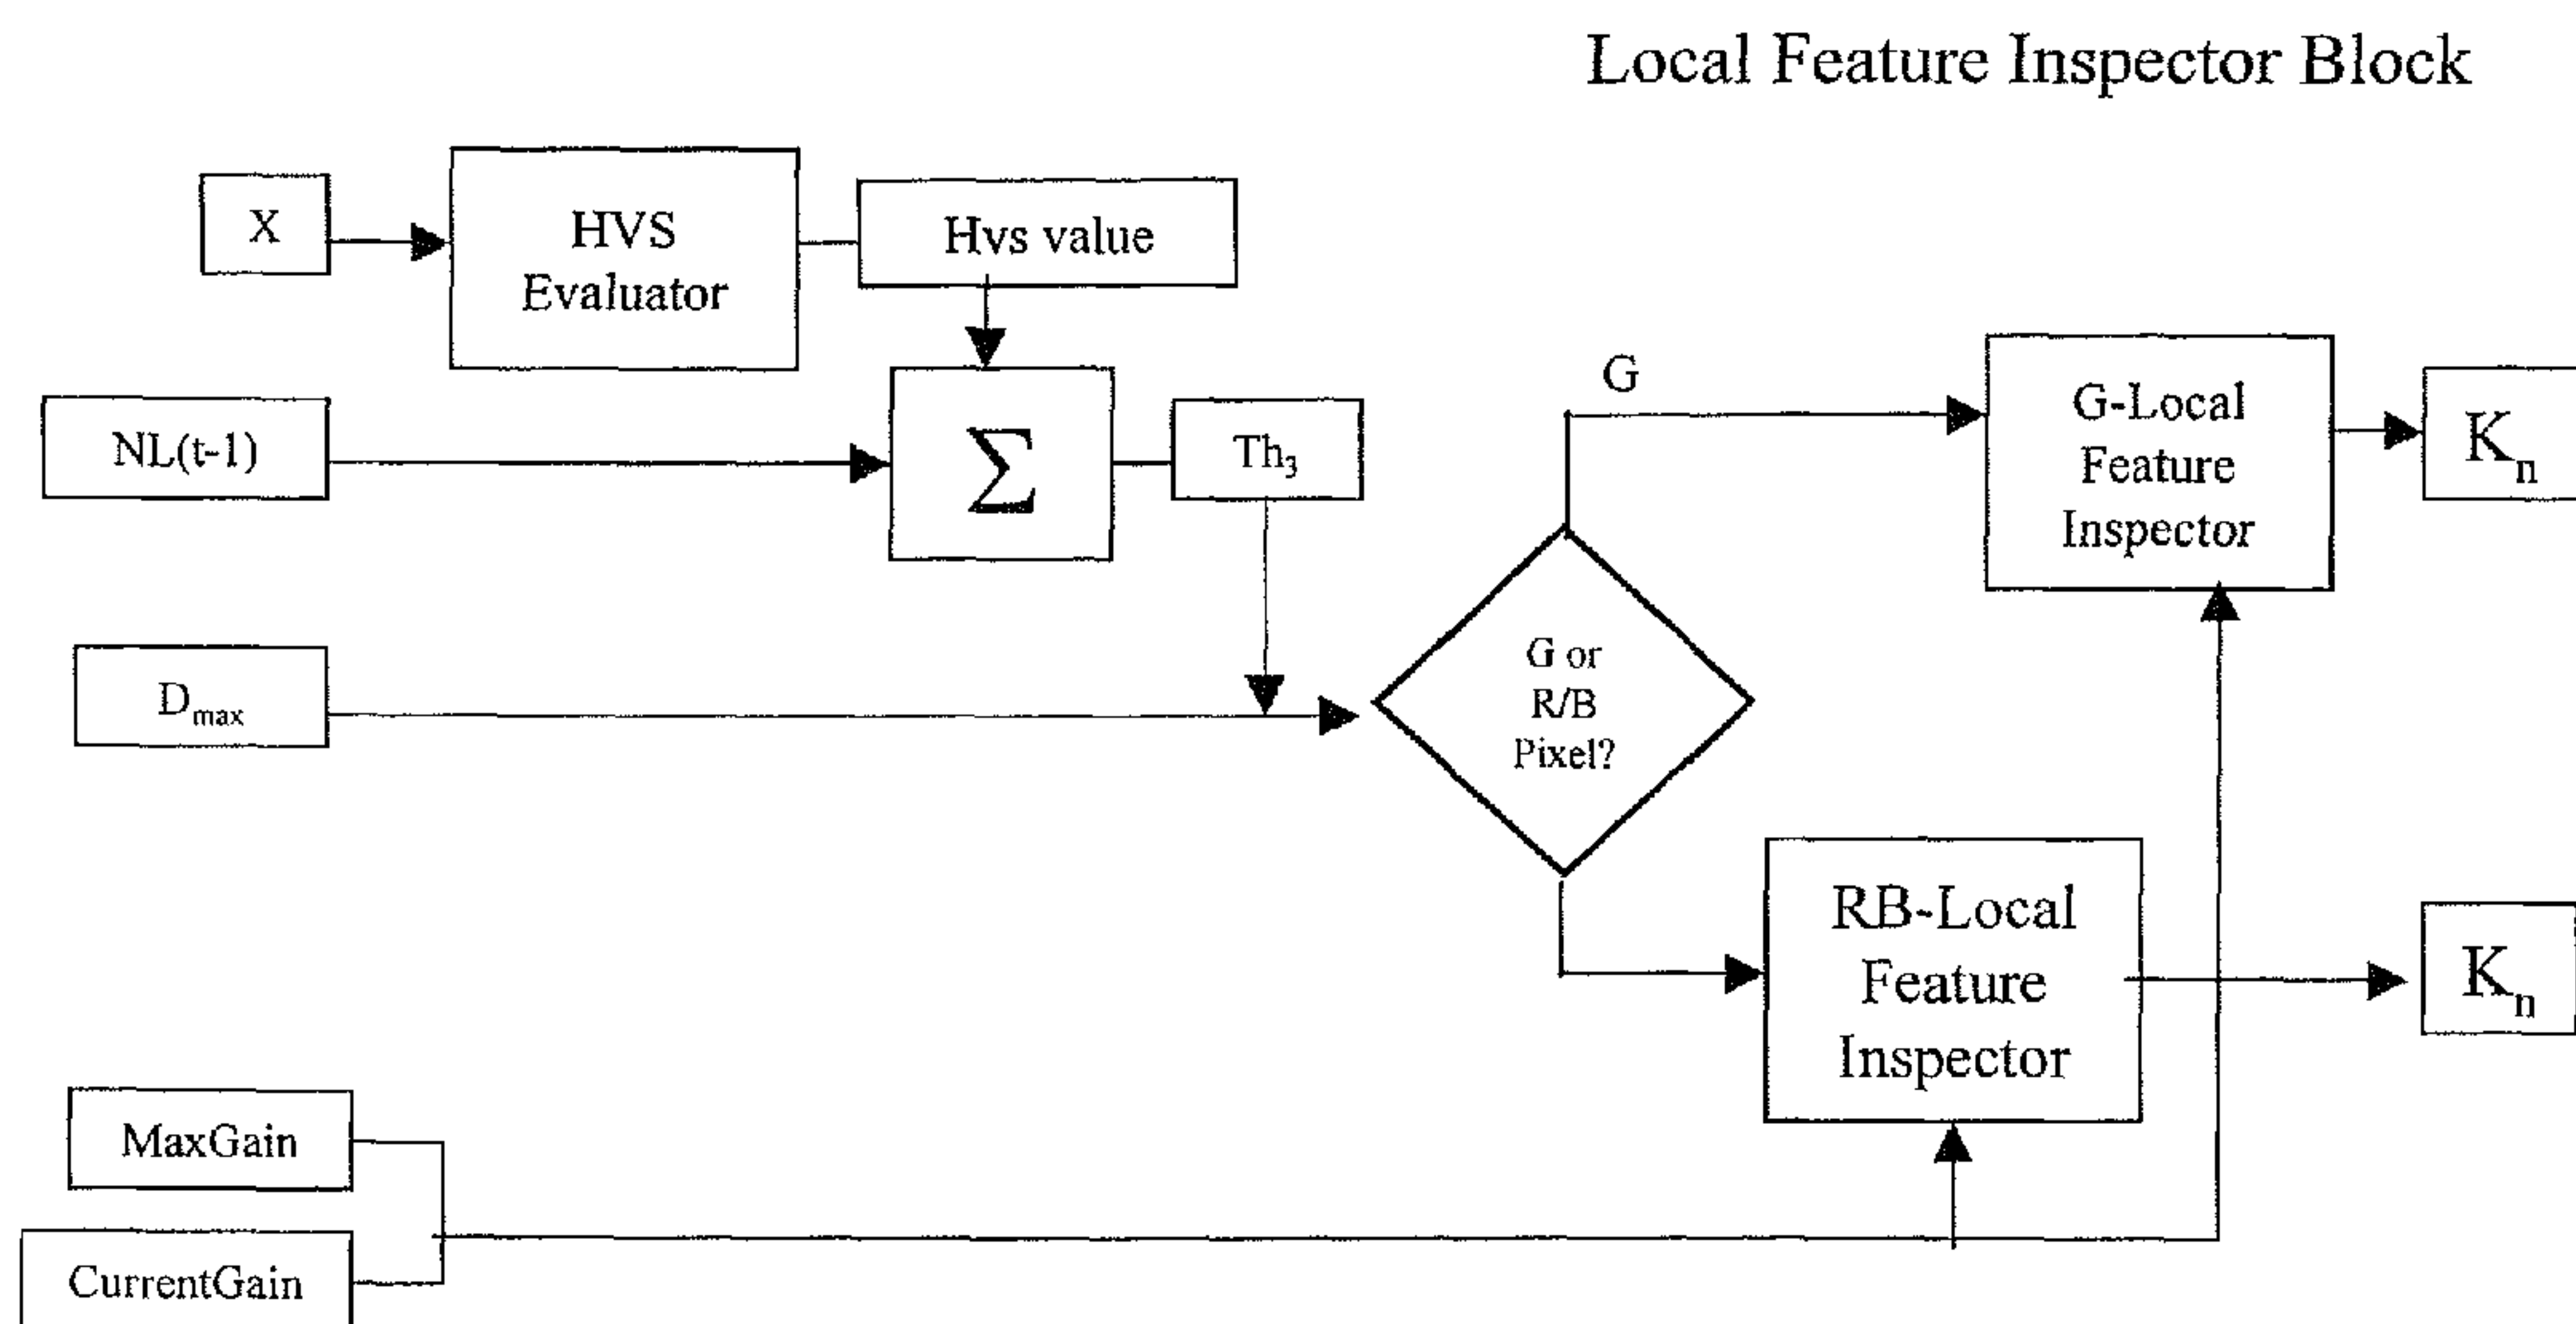 Local Feature Inspector Block
X
HVS
Evaluator
Hvs value
NL(t-1)
∑
Th₃
G
G-Local
Feature
Inspector
Kₙ
Dₘₐₓ
G or
R/B
Pixel?
RB-Local
Feature
Inspector
Kₙ
MaxGain
CurrentGain